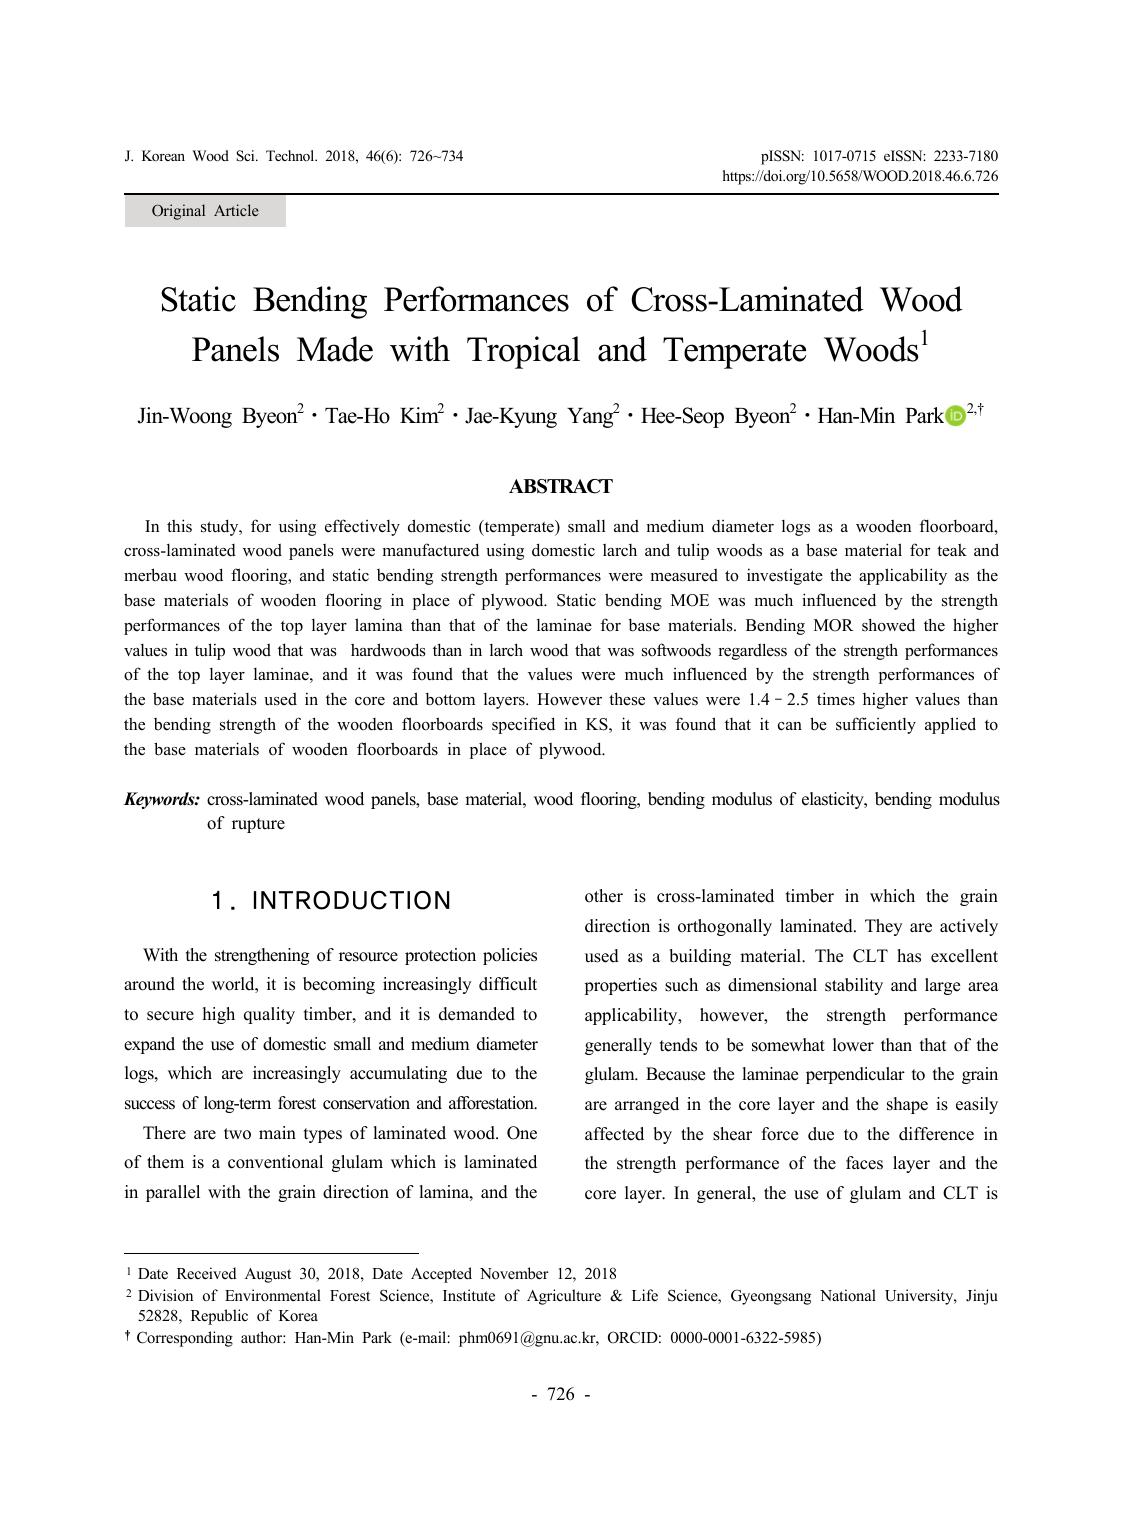 J. Korean Wood Sci. Technol. 2018, 46(6): 726~734
pISSN: 1017-0715 eISSN: 2233-7180
https://doi.org/10.5658/WOOD.2018.46.6.726
Original Article
Static Bending Performances of Cross-Laminated Wood
Panels Made with Tropical and Temperate Woods1
Jin-Woong Byeon2・Tae-Ho Kim2・Jae-Kyung Yang2・Hee-Seop Byeon2・Han-Min Park iD 2,†
ABSTRACT
In this study, for using effectively domestic (temperate) small and medium diameter logs as a wooden floorboard,
cross-laminated wood panels were manufactured using domestic larch and tulip woods as a base material for teak and
merbau wood flooring, and static bending strength performances were measured to investigate the applicability as the
base materials of wooden flooring in place of plywood. Static bending MOE was much influenced by the strength
performances of the top layer lamina than that of the laminae for base materials. Bending MOR showed the higher
values in tulip wood that was hardwoods than in larch wood that was softwoods regardless of the strength performances
of the top layer laminae, and it was found that the values were much influenced by the strength performances of
the base materials used in the core and bottom layers. However these values were 1.4–2.5 times higher values than
the bending strength of the wooden floorboards specified in KS, it was found that it can be sufficiently applied to
the base materials of wooden floorboards in place of plywood.
Keywords: cross-laminated wood panels, base material, wood flooring, bending modulus of elasticity, bending modulus
of rupture
1. INTRODUCTION
With the strengthening of resource protection policies
around the world, it is becoming increasingly difficult
to secure high quality timber, and it is demanded to
expand the use of domestic small and medium diameter
logs, which are increasingly accumulating due to the
success of long-term forest conservation and afforestation.
There are two main types of laminated wood. One
of them is a conventional glulam which is laminated
in parallel with the grain direction of lamina, and the
other is cross-laminated timber in which the grain
direction is orthogonally laminated. They are actively
used as a building material. The CLT has excellent
properties such as dimensional stability and large area
applicability, however, the strength performance
generally tends to be somewhat lower than that of the
glulam. Because the laminae perpendicular to the grain
are arranged in the core layer and the shape is easily
affected by the shear force due to the difference in
the strength performance of the faces layer and the
core layer. In general, the use of glulam and CLT is
1 Date Received August 30, 2018, Date Accepted November 12, 2018
2 Division of Environmental Forest Science, Institute of Agriculture & Life Science, Gyeongsang National University, Jinju
52828, Republic of Korea
† Corresponding author: Han-Min Park (e-mail: phm0691@gnu.ac.kr, ORCID: 0000-0001-6322-5985)
- 726 -